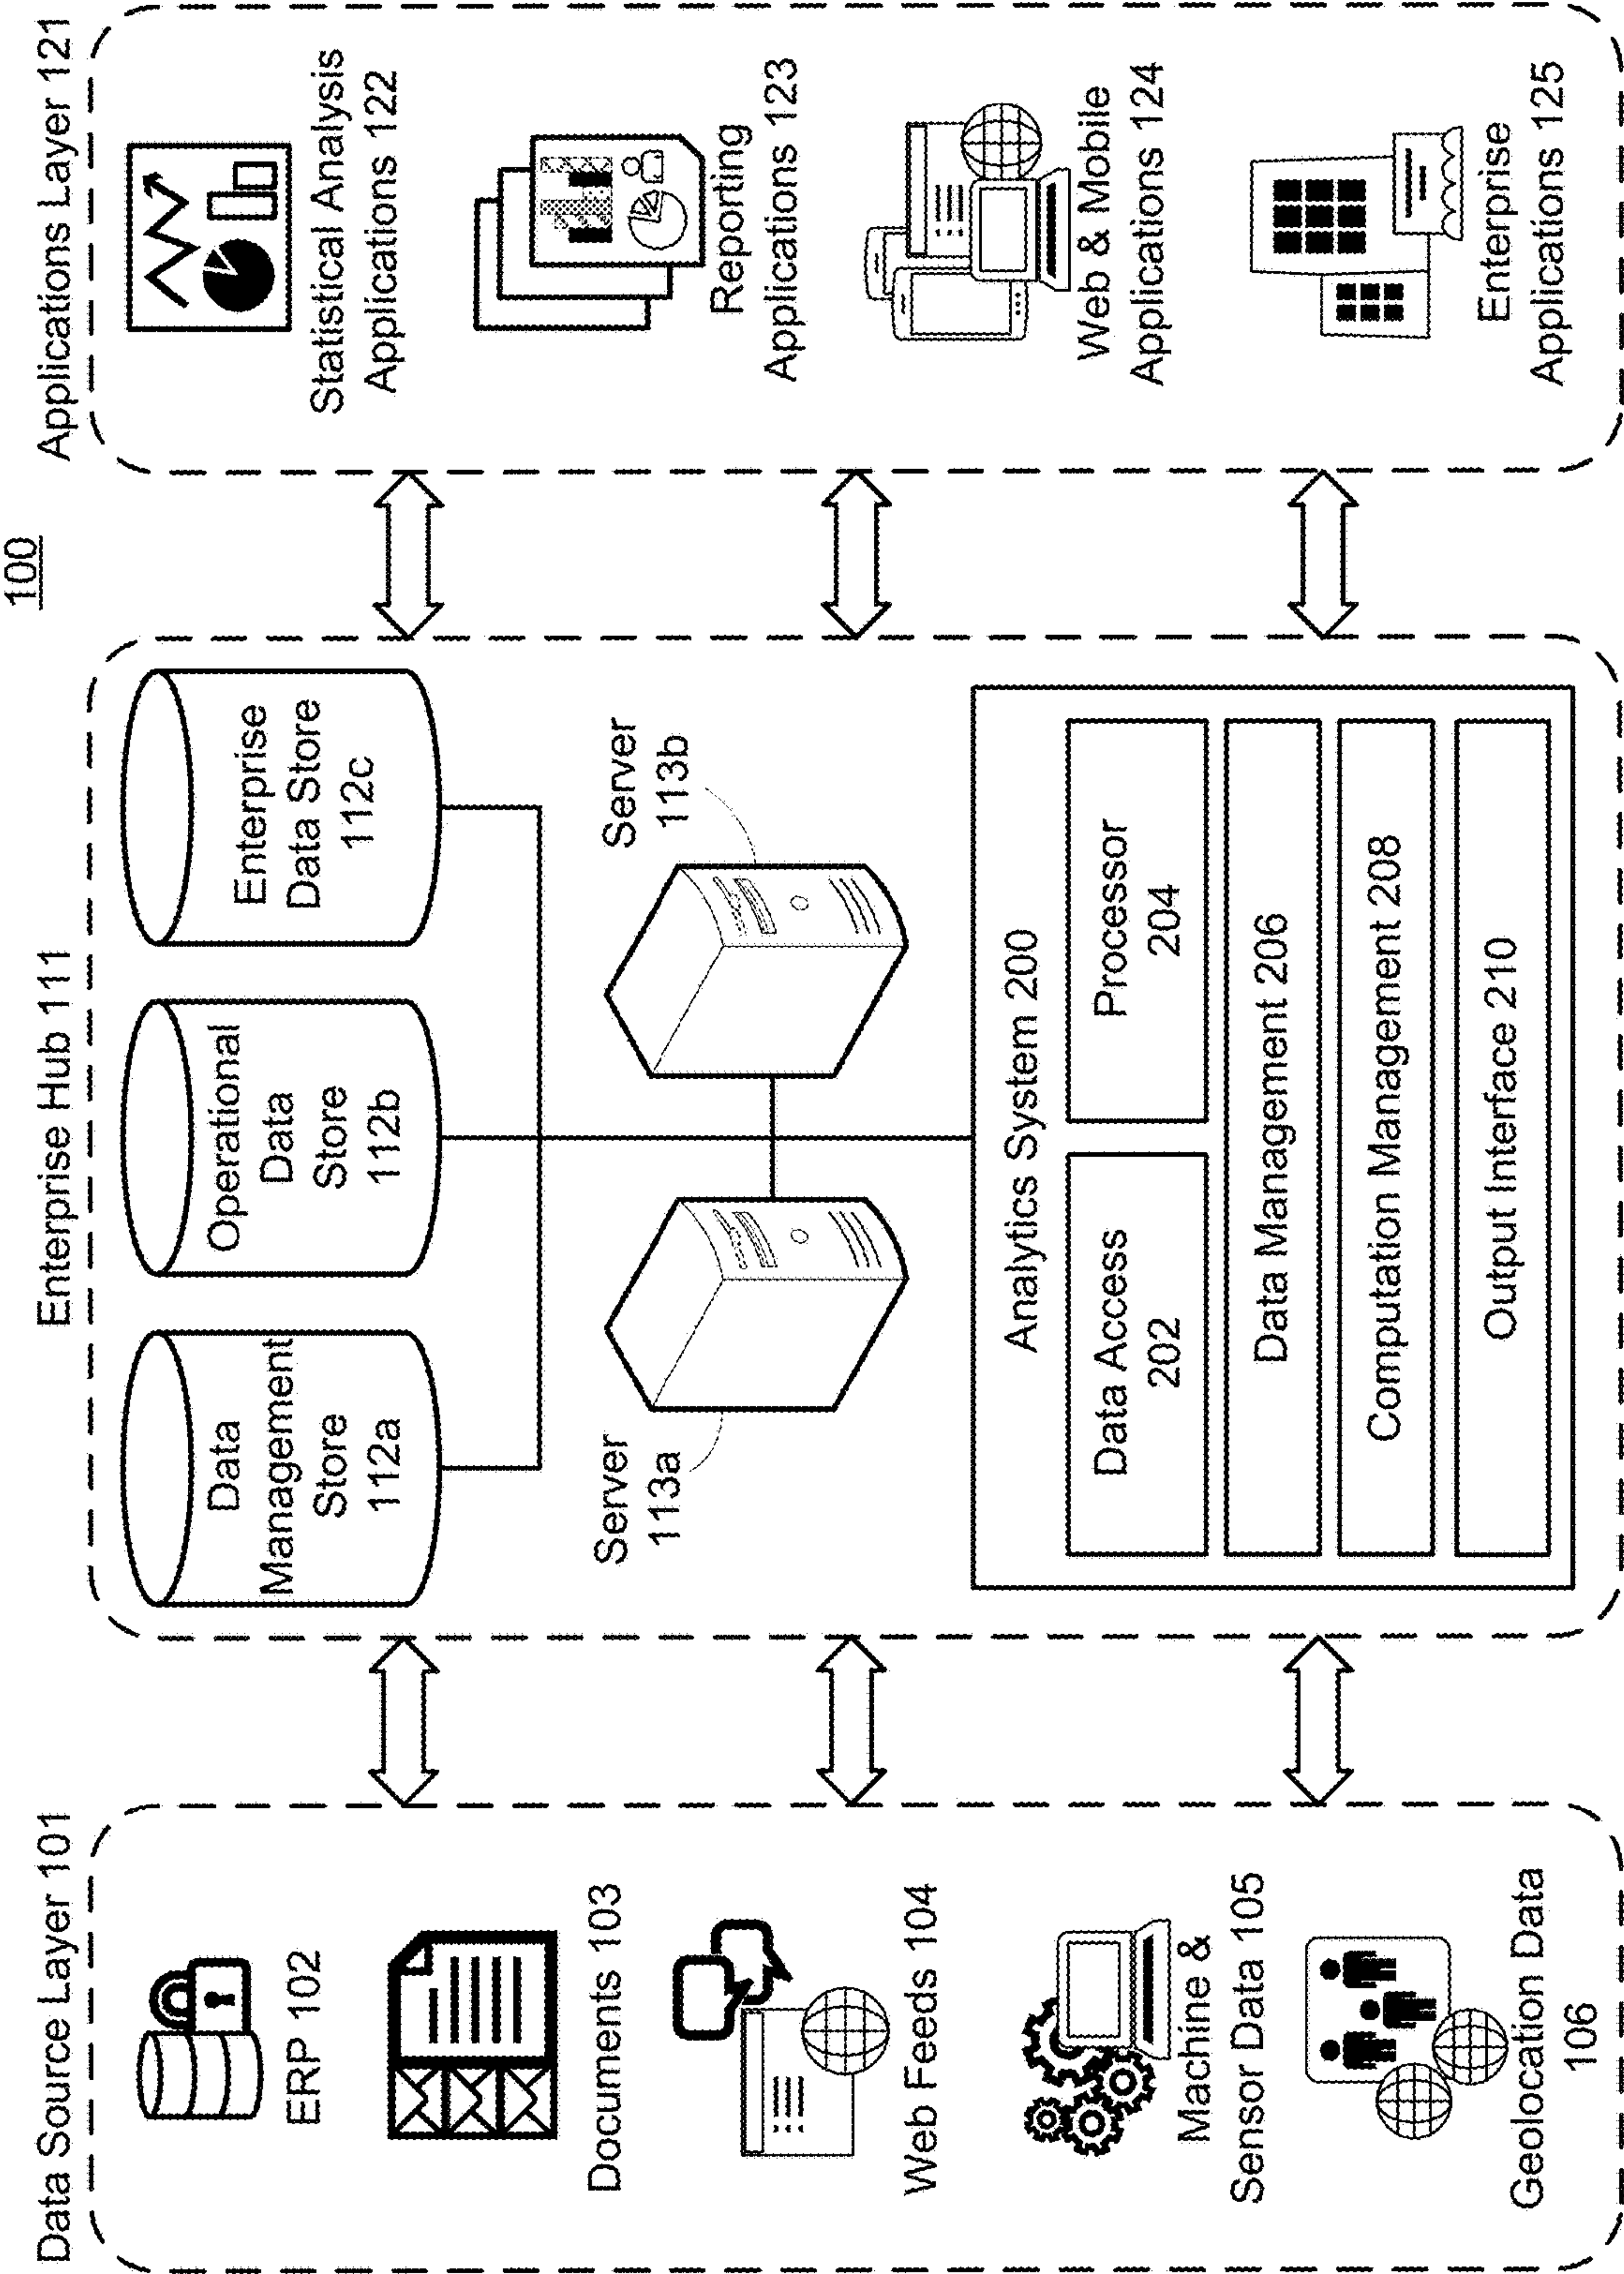 100
Data Source Layer 101
ERP 102
Documents 103
Web Feeds 104
Machine &
Sensor Data 105
Geolocation Data
106
Enterprise Hub 111
Data
Management
Store
112a
Operational
Data
Store
112b
Enterprise
Data Store
112c
Server
113a
Server
113b
Analytics System 200
Data Access
202
Processor
204
Data Management 206
Computation Management 208
Output Interface 210
Applications Layer 121
Statistical Analysis
Applications 122
Reporting
Applications 123
Web & Mobile
Applications 124
Enterprise
Applications 125